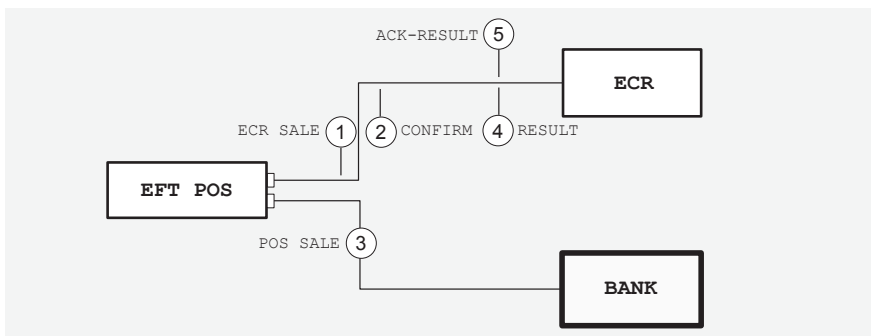 ACK-RESULT 5
ECR
ECR SALE 1 2 CONFIRM 4 RESULT
EFT POS
POS SALE 3
BANK